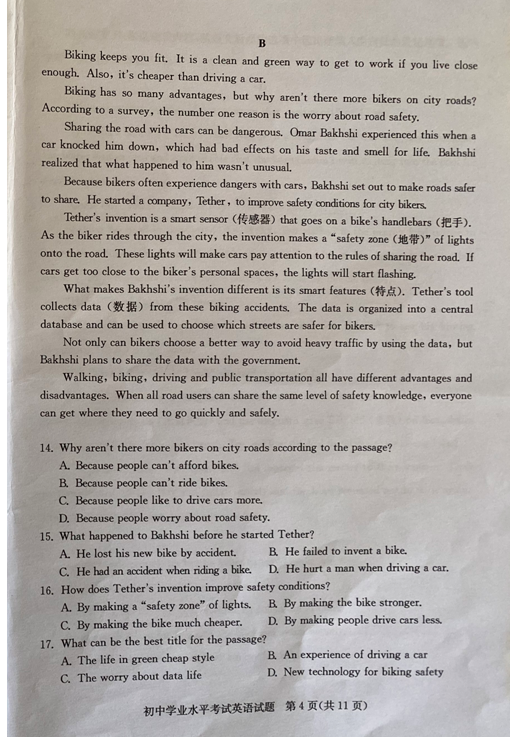 B
Biking keeps you fit. It is a clean and green way to get to work if you live close
enough. Also, it's cheaper than driving a car.
Biking has so many advantages, but why aren't there more bikers on city roads?
According to a survey, the number one reason is the worry about road safety.
Sharing the road with cars can be dangerous. Omar Bakhshi experienced this when a
car knocked him down, which had bad effects on his taste and smell for life. Bakhshi
realized that what happened to him wasn't unusual.
Because bikers often experience dangers with cars, Bakhshi set out to make roads safer
to share. He started a company, Tether, to improve safety conditions for city bikers.
Tether's invention is a smart sensor (传感器) that goes on a bike's handlebars (把手).
As the biker rides through the city, the invention makes a "safety zone (地带)" of lights
onto the road. These lights will make cars pay attention to the rules of sharing the road. If
cars get too close to the biker's personal spaces, the lights will start flashing.
What makes Bakhshi's invention different is its smart features (特点). Tether's tool
collects data (数据) from these biking accidents. The data is organized into a central
database and can be used to choose which streets are safer for bikers.
Not only can bikers choose a better way to avoid heavy traffic by using the data, but
Bakhshi plans to share the data with the government.
Walking, biking, driving and public transportation all have different advantages and
disadvantages. When all road users can share the same level of safety knowledge, everyone
can get where they need to go quickly and safely.
14. Why aren't there more bikers on city roads according to the passage?
A. Because people can't afford bikes.
B. Because people can't ride bikes.
C. Because people like to drive cars more.
D. Because people worry about road safety.
15. What happened to Bakhshi before he started Tether?
A. He lost his new bike by accident. B. He failed to invent a bike.
C. He had an accident when riding a bike. D. He hurt a man when driving a car.
16. How does Tether's invention improve safety conditions?
A. By making a "safety zone" of lights. B. By making the bike stronger.
C. By making the bike much cheaper. D. By making people drive cars less.
17. What can be the best title for the passage?
A. The life in green cheap style B. An experience of driving a car
C. The worry about data life D. New technology for biking safety
初中学业水平考试英语试题 第 4 页(共 11 页)